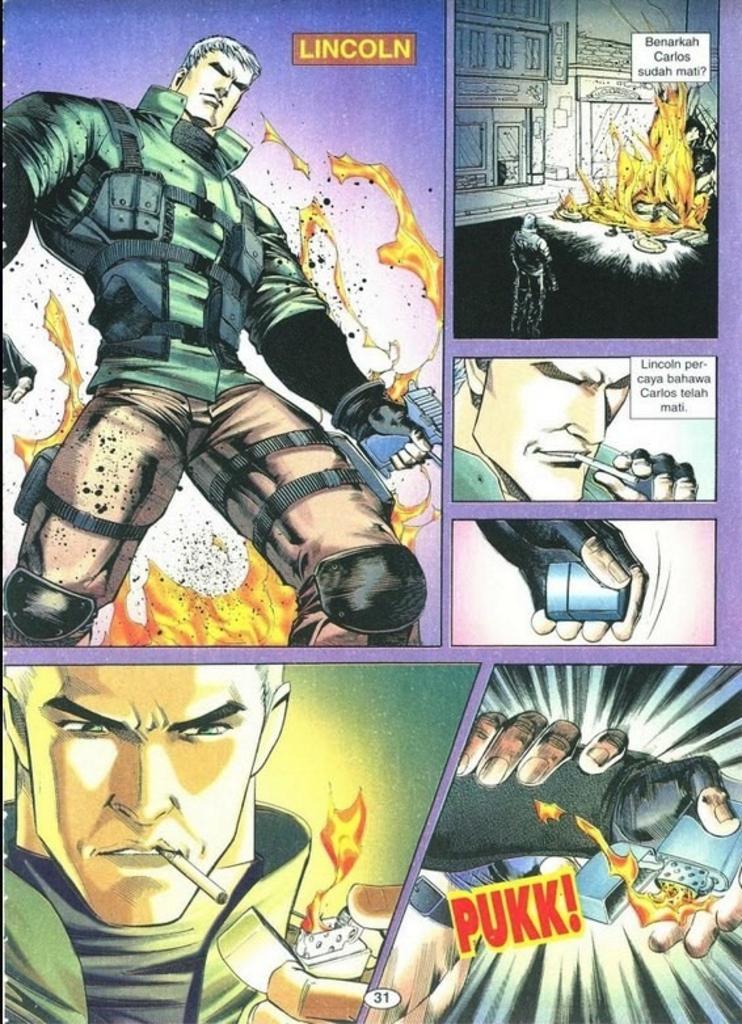 LINCOLN
Benarkah
Carlos
sudah mati?
Lincoln per-
caya bahawa
Carlos telah
mati.
PUKK!
31